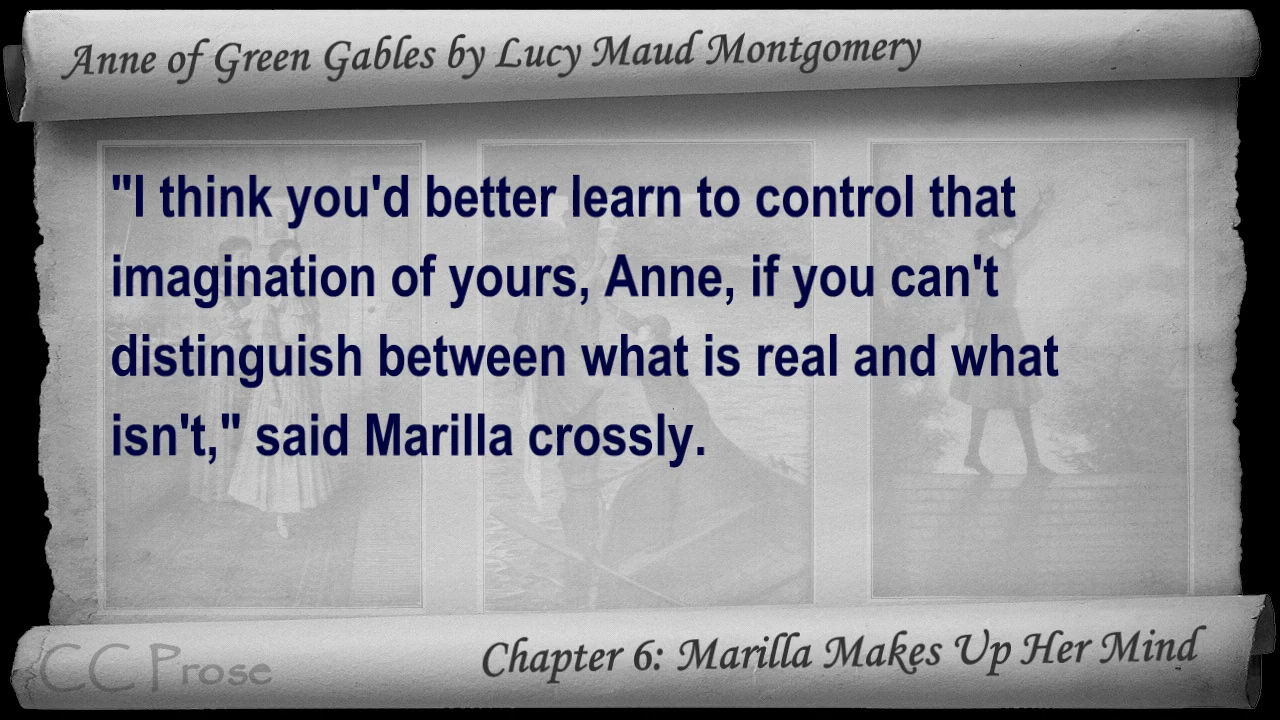 Anne of Green Gables by Lucy Maud Montgomery
"I think you'd better learn to control that
imagination of yours, Anne, if you can't
distinguish between what is real and what
isn't," said Marilla crossly.
CC Prose
Chapter 6: Marilla Makes Up Her Mind